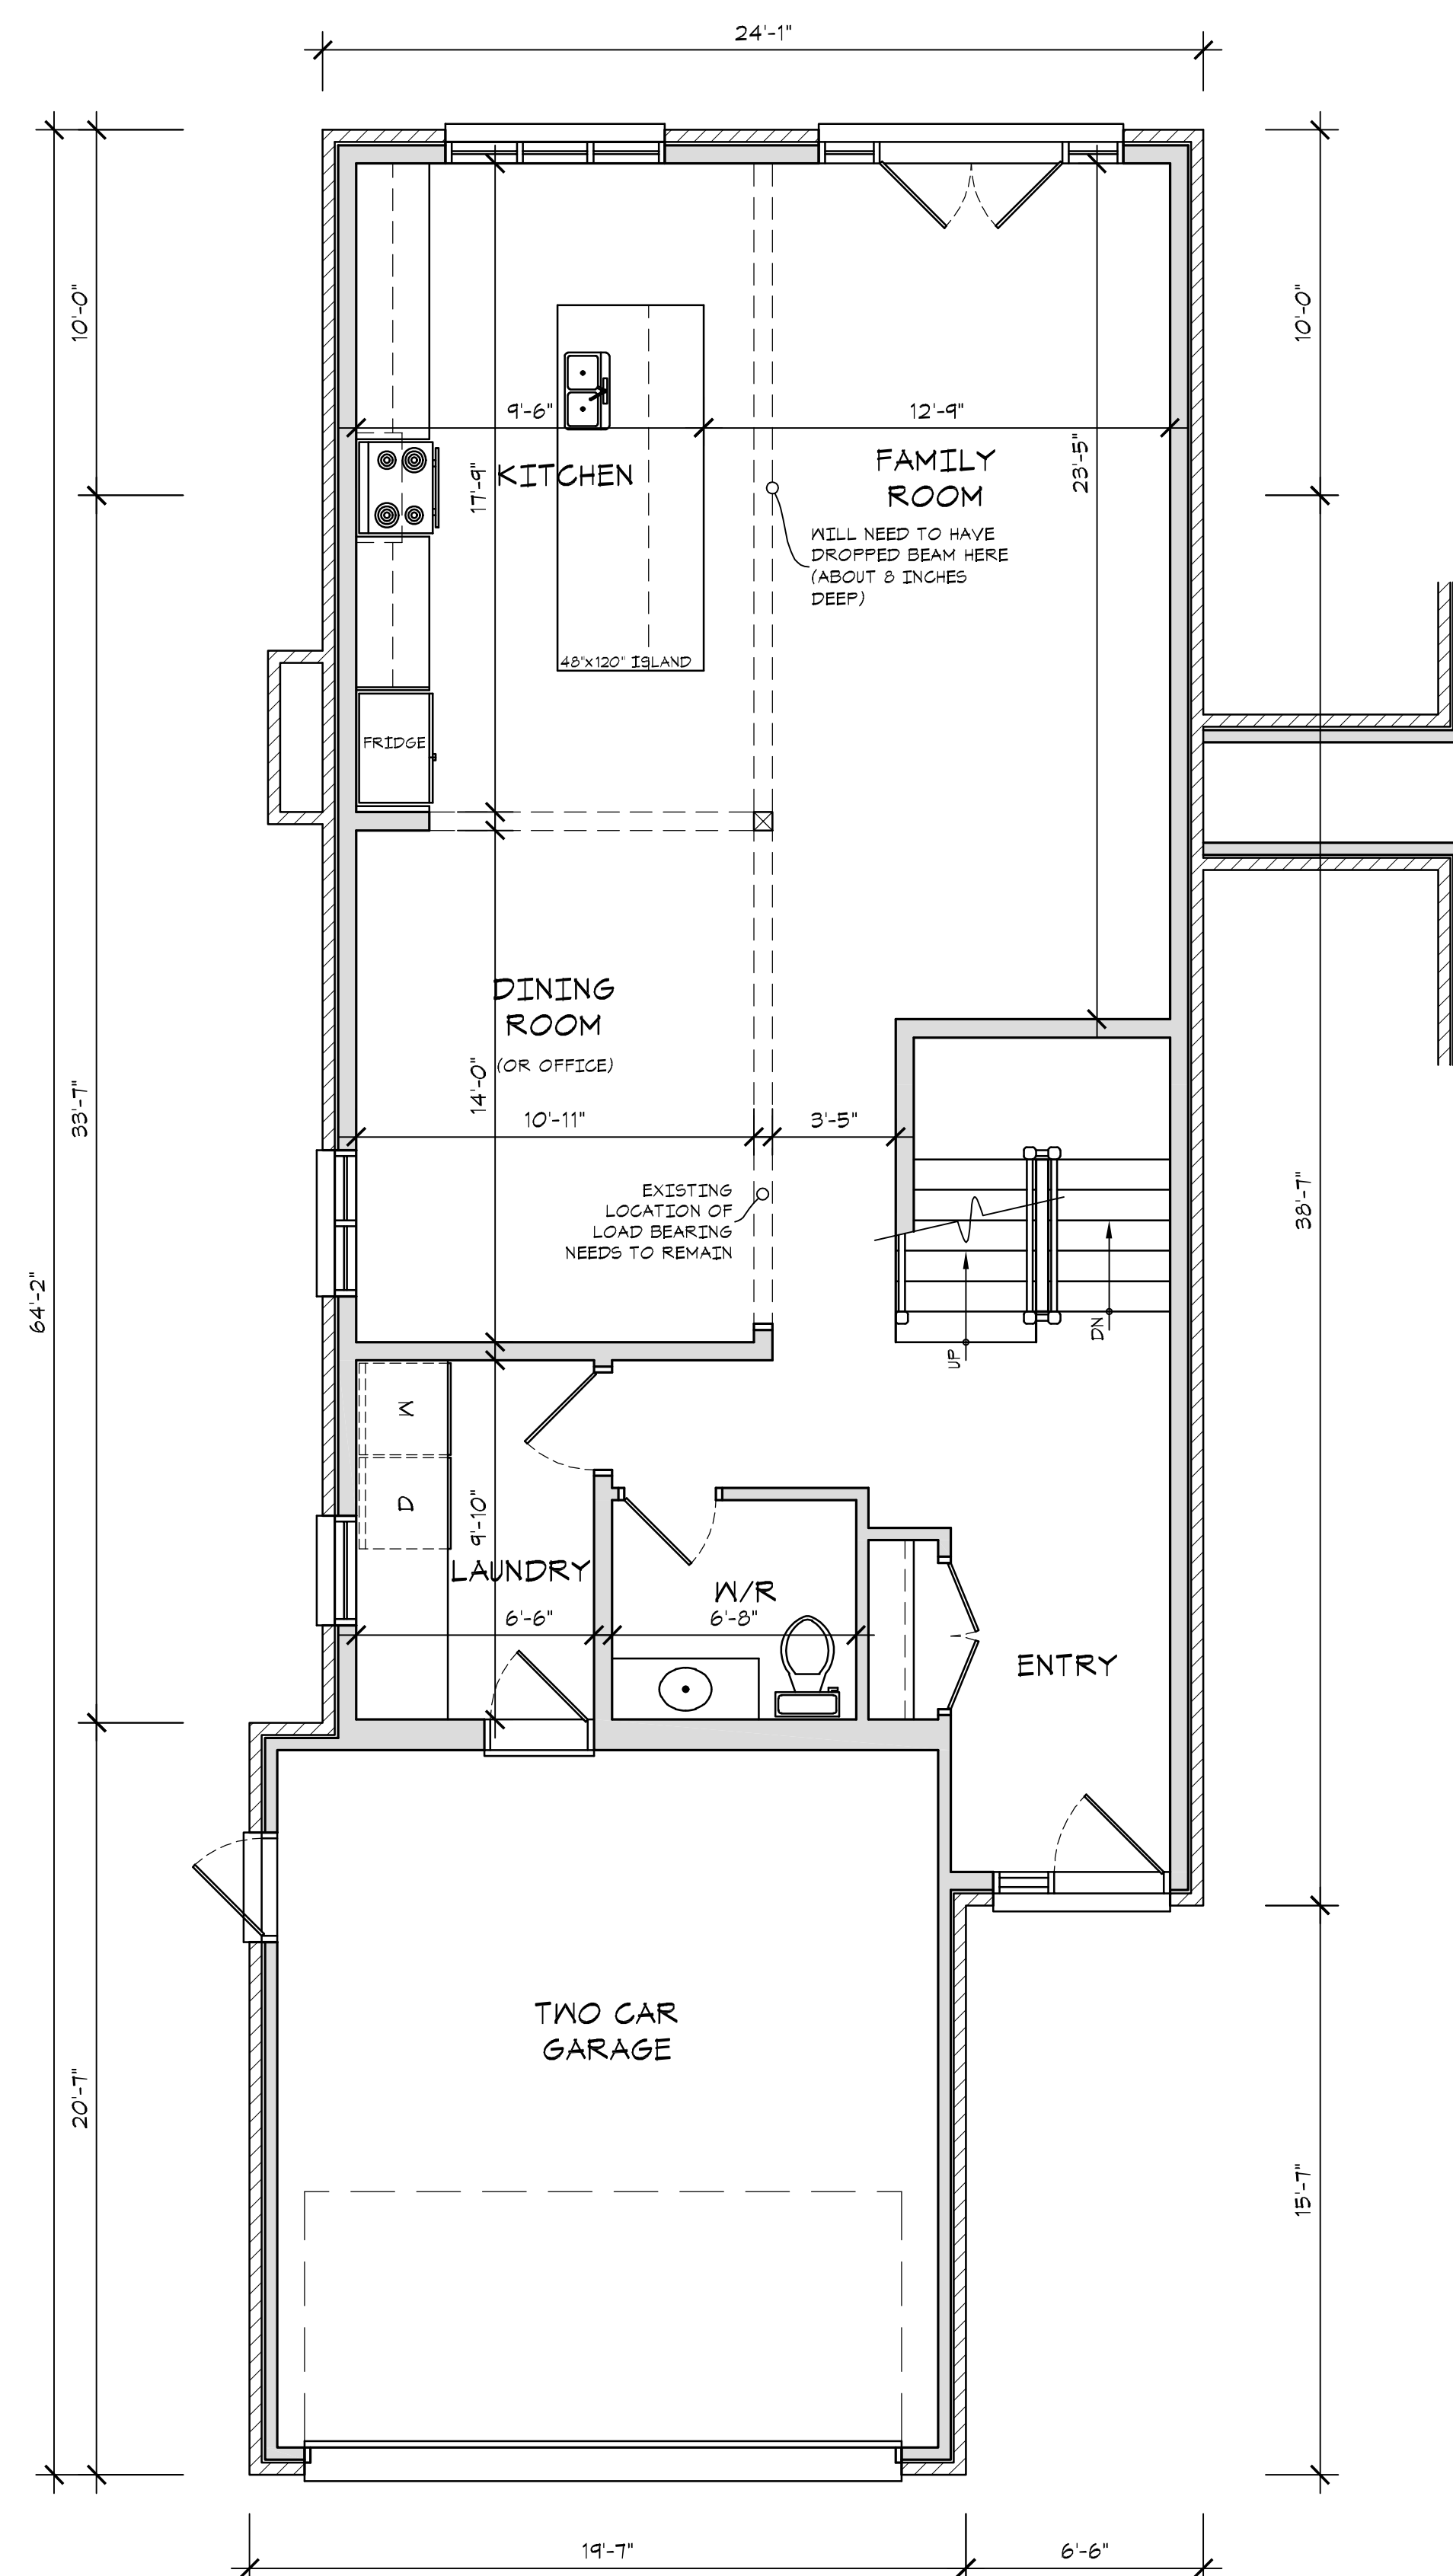 24'-1"
10'-0"
10'-0"
9'-6"
12'-9"
17'-9"
KITCHEN
FAMILY
ROOM
23'-5"
WILL NEED TO HAVE
DROPPED BEAM HERE
(ABOUT 8 INCHES
DEEP)
48"x120" ISLAND
FRIDGE
DINING
ROOM
(OR OFFICE)
14'-0"
33'-7"
10'-11"
3'-5"
EXISTING
LOCATION OF
LOAD BEARING
NEEDS TO REMAIN
38'-7"
64'-2"
UP
DN
W
D
9'-10"
LAUNDRY
6'-6"
W/R
6'-8"
ENTRY
TWO CAR
GARAGE
20'-7"
15'-7"
19'-7"
6'-6"